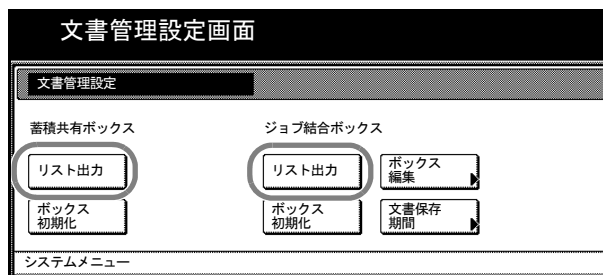 文書管理設定画面
文書管理設定
蓄積共有ボックス
ジョブ結合ボックス
リスト出力
リスト出力
ボックス
編集
ボックス
初期化
ボックス
初期化
文書保存
期間
システムメニュー